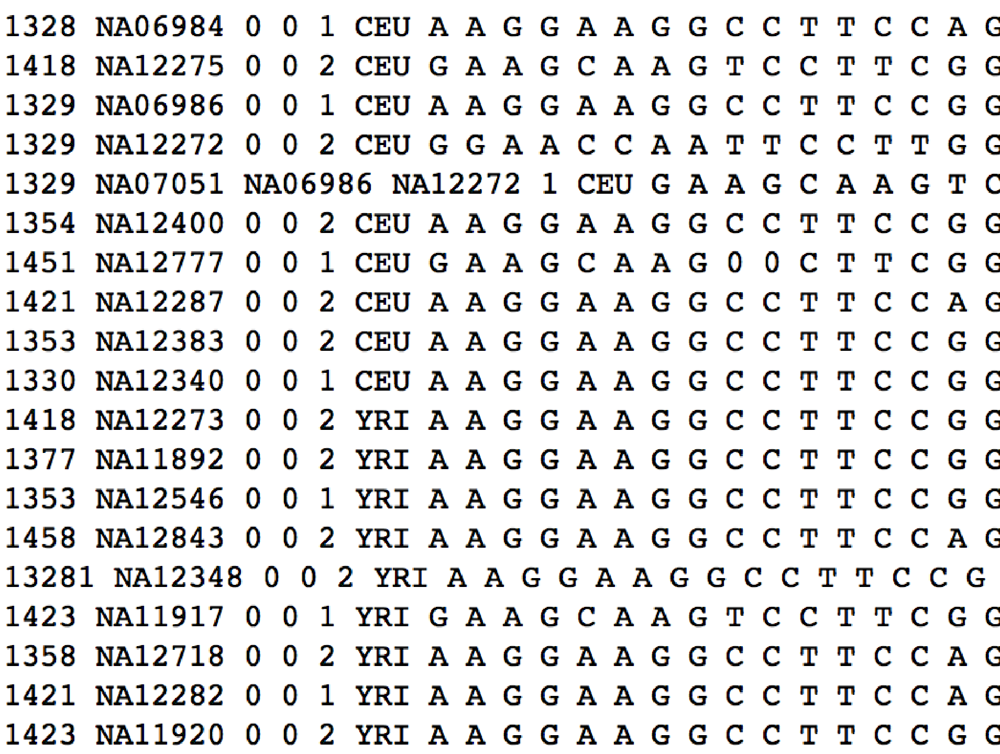 1328 NA06984 0 0 1 CEU A A G G A A G G C C T T C C A G
1418 NA12275 0 0 2 CEU G A A G C A A G T C C T T C G G
1329 NA06986 0 0 1 CEU A A G G A A G G C C T T C C G G
1329 NA12272 0 0 2 CEU G G A A C C A A T T C C T T G G
1329 NA07051 NA06986 NA12272 1 CEU G A A G C A A G T C
1354 NA12400 0 0 2 CEU A A G G A A G G C C T T C C G G
1451 NA12777 0 0 1 CEU G A A G C A A G 0 0 C T T C G G
1421 NA12287 0 0 2 CEU A A G G A A G G C C T T C C A G
1353 NA12383 0 0 2 CEU A A G G A A G G C C T T C C G G
1330 NA12340 0 0 1 CEU A A G G A A G G C C T T C C G G
1418 NA12273 0 0 2 YRI A A G G A A G G C C T T C C G G
1377 NA11892 0 0 2 YRI A A G G A A G G C C T T C C G G
1353 NA12546 0 0 1 YRI A A G G A A G G C C T T C C G G
1458 NA12843 0 0 2 YRI A A G G A A G G C C T T C C A G
13281 NA12348 0 0 2 YRI A A G G A A G G C C T T C C G
1423 NA11917 0 0 1 YRI G A A G C A A G T C C T T C G G
1358 NA12718 0 0 2 YRI A A G G A A G G C C T T C C A G
1421 NA12282 0 0 1 YRI A A G G A A G G C C T T C C A G
1423 NA11920 0 0 2 YRI A A G G A A G G C C T T C C G G